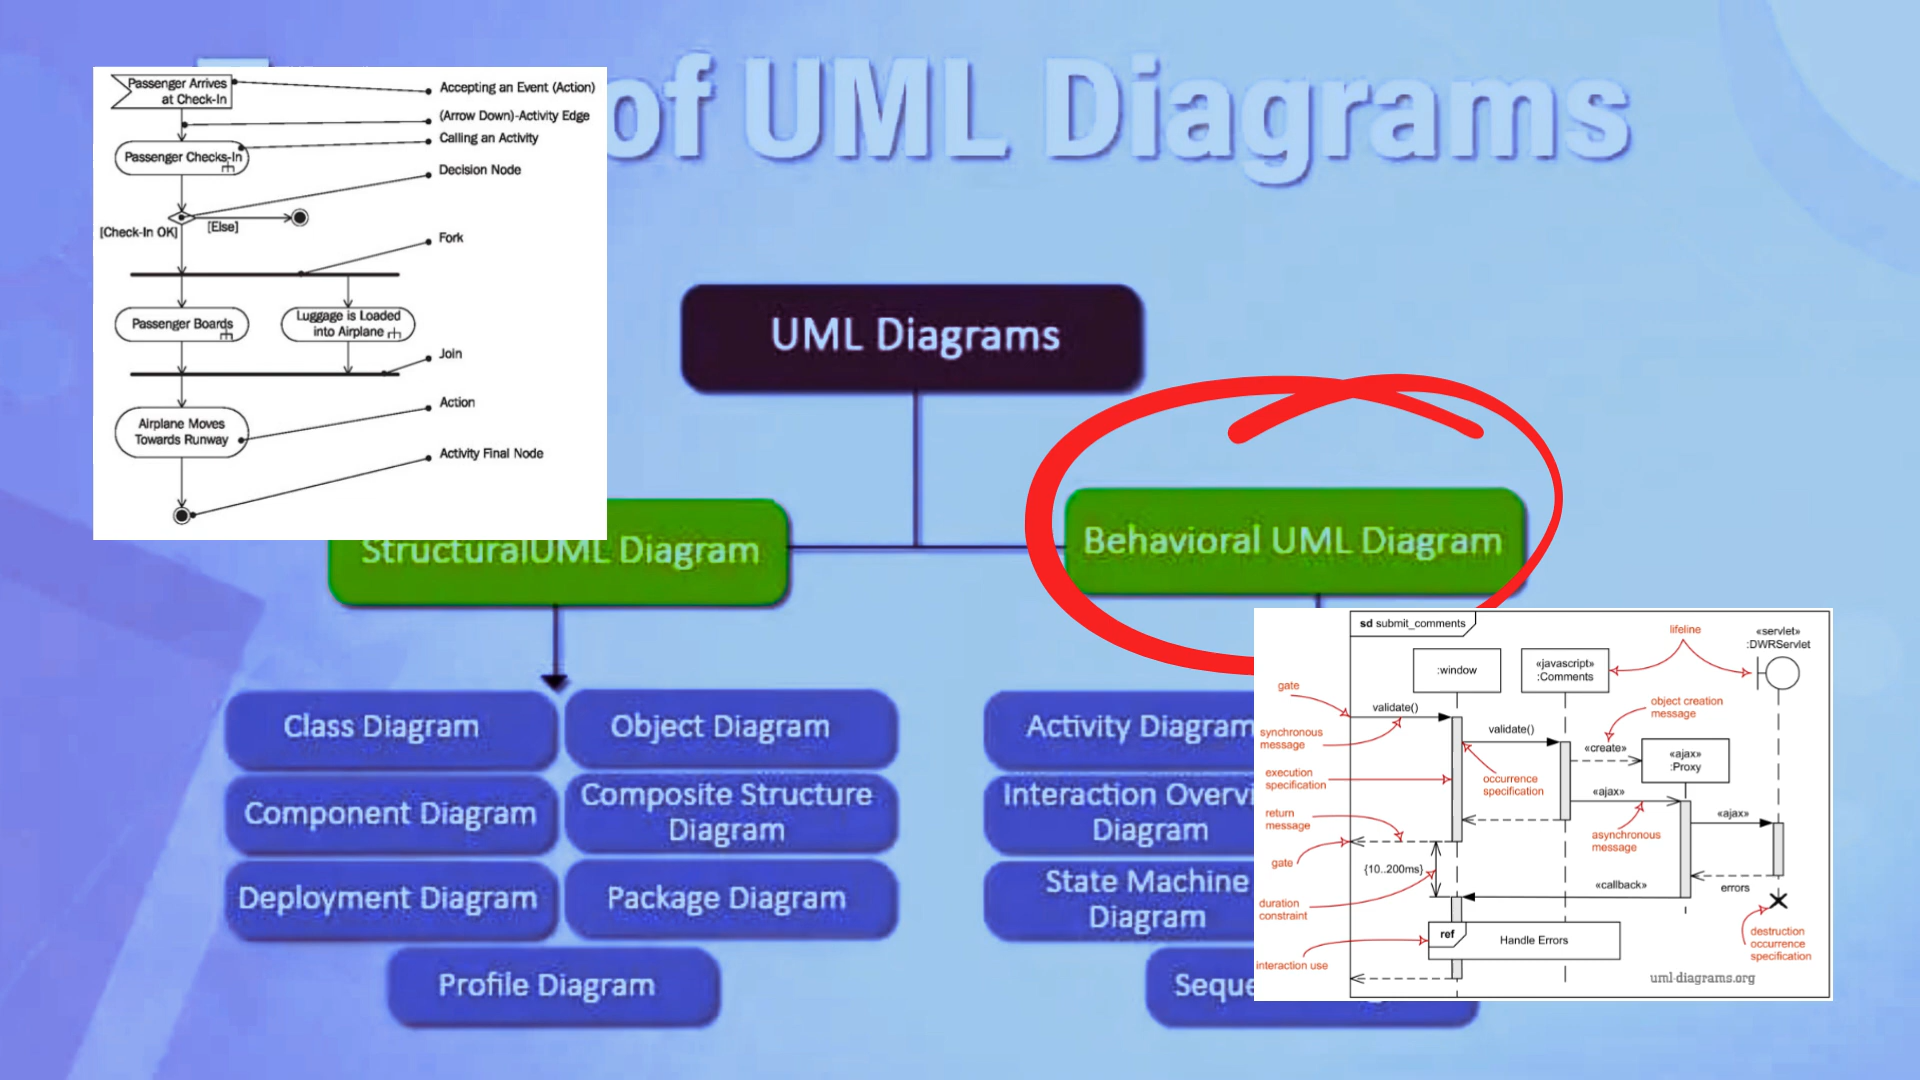 of UML Diagrams
Passenger Arrives
at Check-In
Accepting an Event (Action)
(Arrow Down)-Activity Edge
Calling an Activity
Passenger Checks-In
Decision Node
[Check-In OK]
[Else]
Fork
Passenger Boards
Luggage is Loaded
into Airplane
Join
Action
Airplane Moves
Towards Runway
Activity Final Node
UML Diagrams
StructuralUML Diagram
Behavioral UML Diagram
Class Diagram
Object Diagram
Component Diagram
Composite Structure
Diagram
Deployment Diagram
Package Diagram
Profile Diagram
Activity Diagram
Interaction Overvi
Diagram
State Machine
Diagram
Seque
sd submit_comments
lifeline
«servlet»
:DWRServlet
:window
«javascript»
:Comments
gate
validate()
object creation
message
synchronous
message
validate()
«create»
«ajax»
:Proxy
execution
specification
occurrence
specification
«ajax»
return
message
asynchronous
message
«ajax»
gate
{10..200ms}
«callback»
errors
duration
constraint
ref
Handle Errors
destruction
occurrence
specification
interaction use
uml-diagrams.org